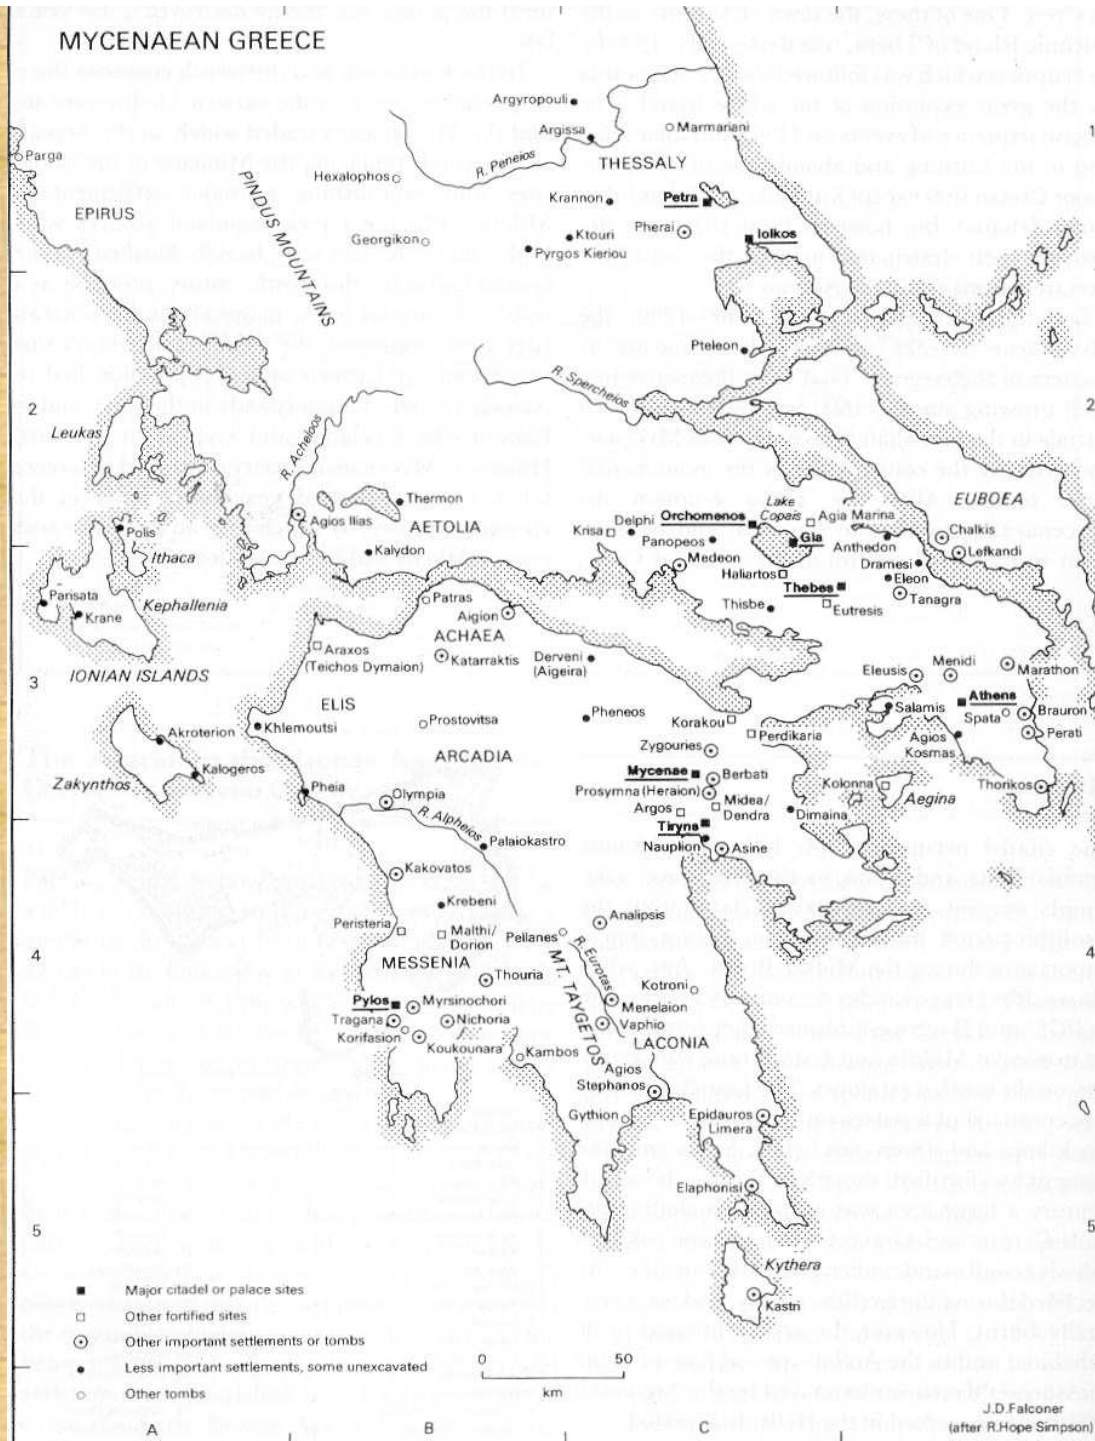 MYCENAEAN GREECE
1
Argyropouli
Argissa
Marmariani
R. Peneios
THESSALY
Parga
Hexalophos
PINDUS MOUNTAINS
Krannon
Petra
EPIRUS
Pherai
Iolkos
Ktouri
Georgikon
Pyrgos Kieriou
Pteleon
R. Spercheios
2
2
Leukas
R. Acheloos
Thermon
EUBOEA
Lake
Copais
Orchomenos
Agia Marina
Agios Ilias
AETOLIA
Delphi
Krisa
Polis
Panopeos
Gla
Anthedon
Chalkis
Kalydon
Lefkandi
Ithaca
Medeon
Dramesi
Haliartos
Eleon
Thebes
Parisata
Kephallenia
Patras
Tanagra
Krane
Aigion
Thisbe
Eutresis
ACHAEA
Araxos
(Teichos Dymaion)
Katarraktis
Derveni
(Aigeira)
Menidi
Eleusis
Marathon
IONIAN ISLANDS
3
ELIS
Athens
Salamis
Spata
Brauron
Khlemoutsi
Prostovitsa
Pheneos
Korakou
Akroterion
Perdikaria
Agios
Kosmas
Perati
Zygouries
ARCADIA
Kalogeros
Mycenae
Berbati
Zakynthos
Pheia
Olympia
Prosymna (Heraion)
Kolonna
Thorikos
Aegina
Midea/
Dendra
Argos
R. Alpheios
Tiryns
Dimaina
Palaiokastro
Nauplion
Asine
Kakovatos
Krebeni
Analipsis
Peristeria
Malthi/
Dorion
Pellanes
4
4
MESSENIA
MT. TAYGETOS
R. Eurotas
Thouria
Kotroni
Pylos
Myrsinochori
Menelaion
Tragana
Nichoria
Vaphio
Korifasion
LACONIA
Koukounara
Kambos
Agios
Stephanos
Gythion
Epidauros
Limera
Elaphonisi
5
5
Kythera
Kastri
Major citadel or palace sites
Other fortified sites
Other important settlements or tombs
Less important settlements, some unexcavated
Other tombs
0 50
km
A
B
C
J.D.Falconer
(after R.Hope Simpson)